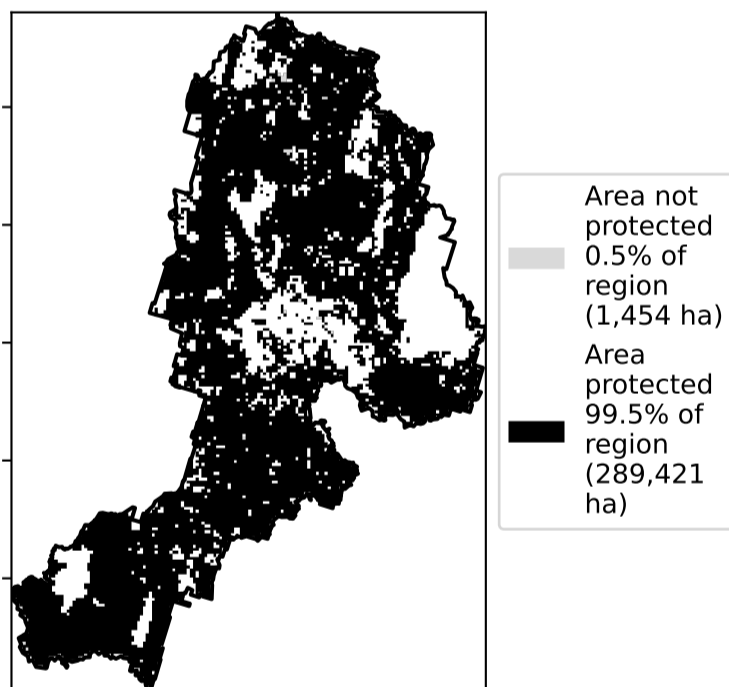 Area not
protected
0.5% of
region
(1,454 ha)
Area
protected
99.5% of
region
(289,421
ha)